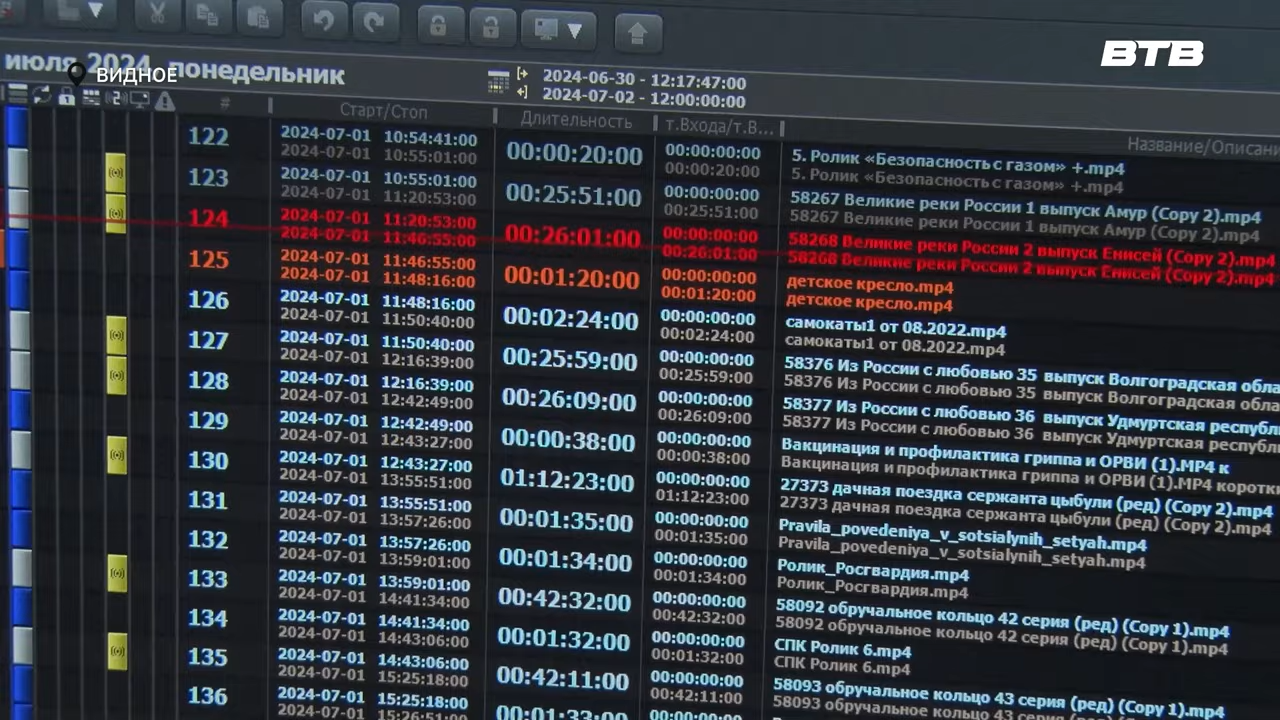 ВТВ
ВИДНОЕ
июля 2024, понедельник
2024-06-30 - 12:17:47:00
2024-07-02 - 12:00:00:00
# Старт/Стоп Длительность т.Входа/т.В... Название/Описани
122 2024-07-01 10:54:41:00 00:00:20:00 00:00:00:00 5. Ролик «Безопасность с газом» +.mp4
2024-07-01 10:55:01:00 00:00:20:00 5. Ролик «Безопасность с газом» +.mp4
123 2024-07-01 10:55:01:00 00:25:51:00 00:00:00:00 58267 Великие реки России 1 выпуск Амур (Copy 2).mp4
2024-07-01 11:20:53:00 00:25:51:00 58267 Великие реки России 1 выпуск Амур (Copy 2).mp4
124 2024-07-01 11:20:53:00 00:26:01:00 00:00:00:00 58268 Великие реки России 2 выпуск Енисей (Copy 2).mp4
2024-07-01 11:46:55:00 00:26:01:00 58268 Великие реки России 2 выпуск Енисей (Copy 2).mp4
125 2024-07-01 11:46:55:00 00:01:20:00 00:00:00:00 детское кресло.mp4
2024-07-01 11:48:16:00 00:01:20:00 детское кресло.mp4
126 2024-07-01 11:48:16:00 00:02:24:00 00:00:00:00 самокаты1 от 08.2022.mp4
2024-07-01 11:50:40:00 00:02:24:00 самокаты1 от 08.2022.mp4
127 2024-07-01 11:50:40:00 00:25:59:00 00:00:00:00 58376 Из России с любовью 35 выпуск Волгоградская обла
2024-07-01 12:16:39:00 00:25:59:00 58376 Из России с любовью 35 выпуск Волгоградская обла
128 2024-07-01 12:16:39:00 00:26:09:00 00:00:00:00 58377 Из России с любовью 36 выпуск Удмуртская республ
2024-07-01 12:42:49:00 00:26:09:00 58377 Из России с любовью 36 выпуск Удмуртская республ
129 2024-07-01 12:42:49:00 00:00:38:00 00:00:00:00 Вакцинация и профилактика гриппа и ОРВИ (1).MP4 к
2024-07-01 12:43:27:00 00:00:38:00 Вакцинация и профилактика гриппа и ОРВИ (1).MP4 коротки
130 2024-07-01 12:43:27:00 01:12:23:00 00:00:00:00 27373 дачная поездка сержанта цыбули (ред) (Copy 2).mp4
2024-07-01 13:55:51:00 01:12:23:00 27373 дачная поездка сержанта цыбули (ред) (Copy 2).mp4
131 2024-07-01 13:55:51:00 00:01:35:00 00:00:00:00 Pravila_povedeniya_v_sotsialynih_setyah.mp4
2024-07-01 13:57:26:00 00:01:35:00 Pravila_povedeniya_v_sotsialynih_setyah.mp4
132 2024-07-01 13:57:26:00 00:01:34:00 00:00:00:00 Ролик_Росгвардия.mp4
2024-07-01 13:59:01:00 00:01:34:00 Ролик_Росгвардия.mp4
133 2024-07-01 13:59:01:00 00:42:32:00 00:00:00:00 58092 обручальное кольцо 42 серия (ред) (Copy 1).mp4
2024-07-01 14:41:34:00 00:42:32:00 58092 обручальное кольцо 42 серия (ред) (Copy 1).mp4
134 2024-07-01 14:41:34:00 00:01:32:00 00:00:00:00 СПК Ролик 6.mp4
2024-07-01 14:43:06:00 00:01:32:00 СПК Ролик 6.mp4
135 2024-07-01 14:43:06:00 00:42:11:00 00:00:00:00 58093 обручальное кольцо 43 серия (ред) (Copy 1).mp4
2024-07-01 15:25:18:00 00:42:11:00 58093 обручальное кольцо 43 серия (ред) (Copy 1).mp4
136 2024-07-01 15:25:18:00 00:01:33:00 00:00:00:00
2024-07-01 15:26:51:00